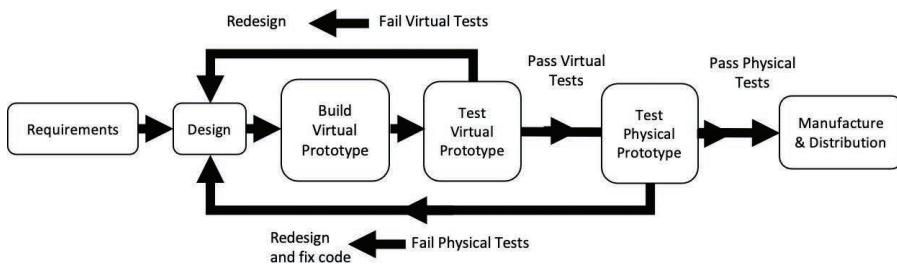 Redesign
Fail Virtual Tests
Pass Virtual
Tests
Pass Physical
Tests
Requirements
Design
Build
Virtual
Prototype
Test
Virtual
Prototype
Test
Physical
Prototype
Manufacture
& Distribution
Redesign
and fix code
Fail Physical Tests